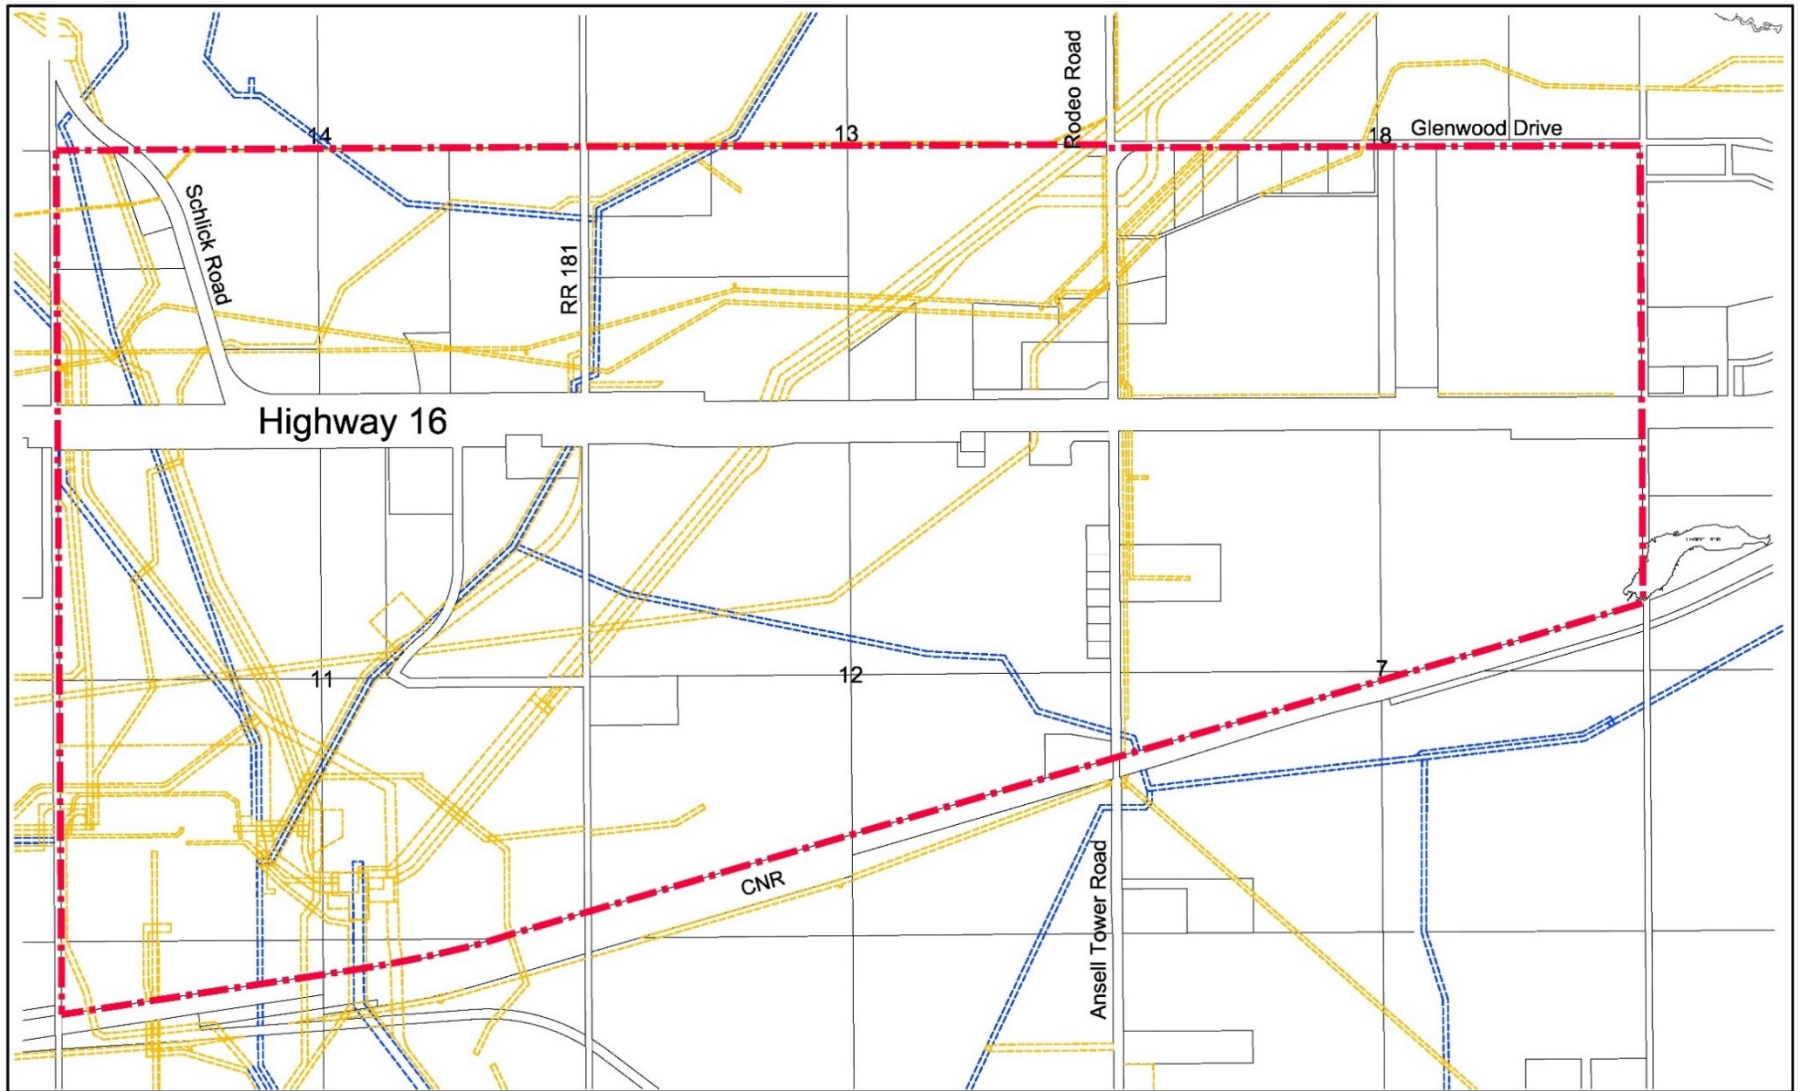 Rodeo Road
14
13
18
Glenwood Drive
Schlick Road
RR 181
Highway 16
11
12
7
CNR
Ansell Tower Road